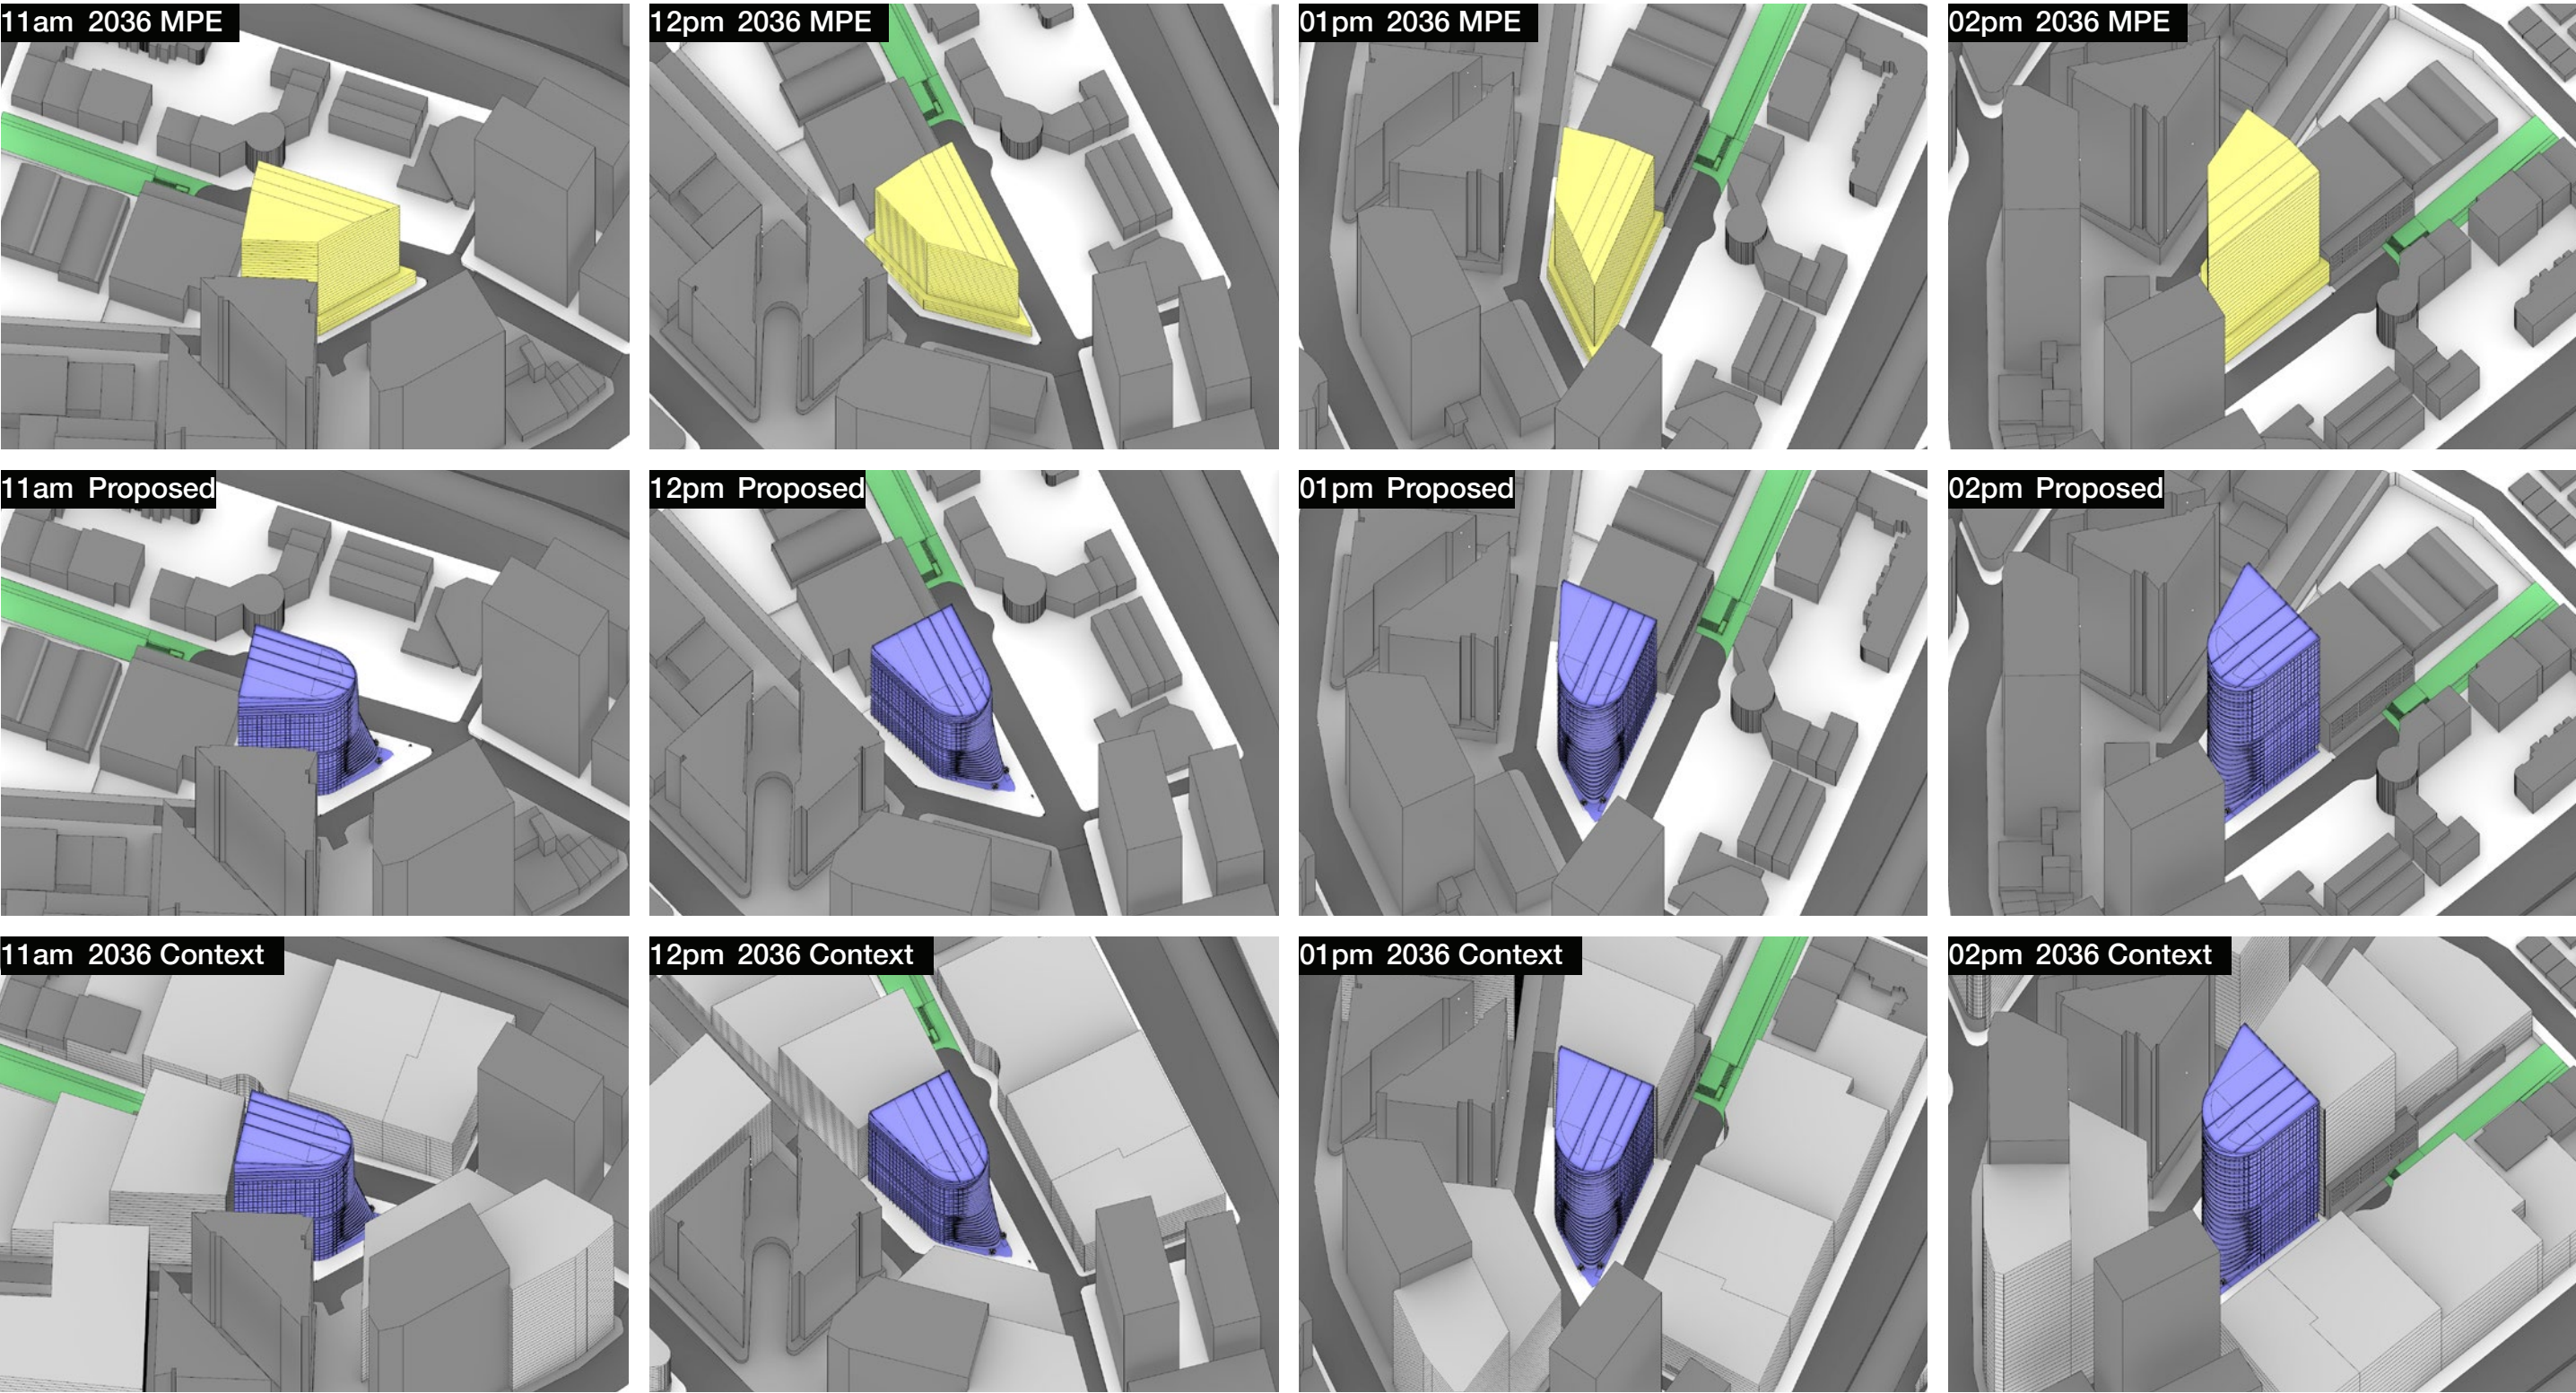 11am 2036 MPE
12pm 2036 MPE
01pm 2036 MPE
02pm 2036 MPE
11am Proposed
12pm Proposed
01pm Proposed
02pm Proposed
11am 2036 Context
12pm 2036 Context
01pm 2036 Context
02pm 2036 Context